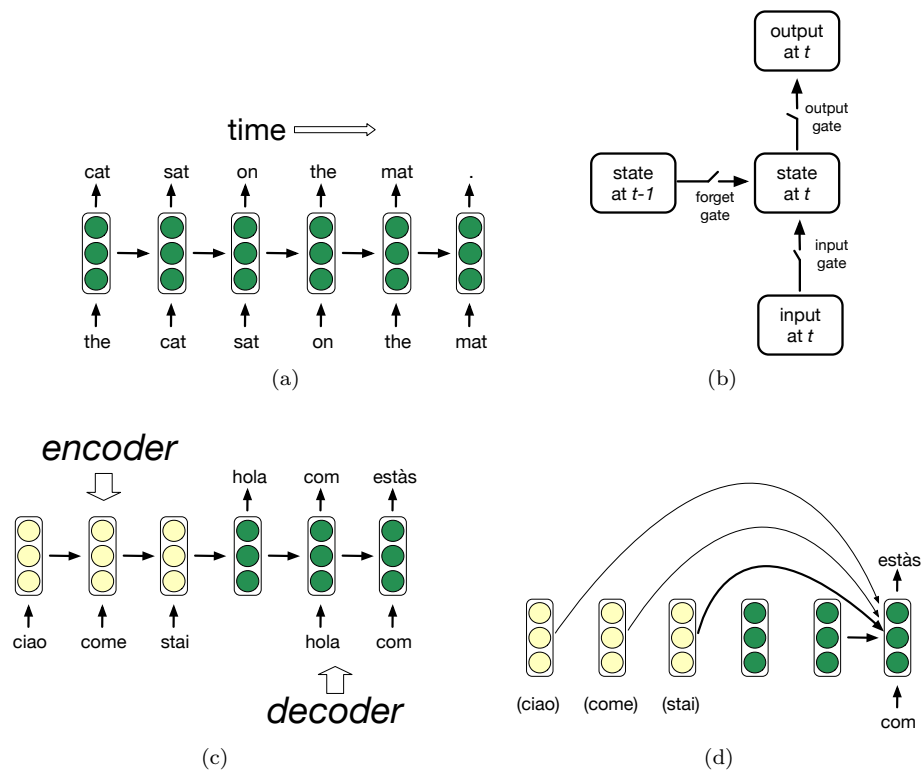 time
cat sat on the mat .
the cat sat on the mat
(a)
output
at t
output
gate
state
at t-1
forget
gate
state
at t
input
gate
input
at t
(b)
encoder
hola com estàs
ciao come stai hola com
decoder
(c)
estàs
(ciao) (come) (stai)
com
(d)